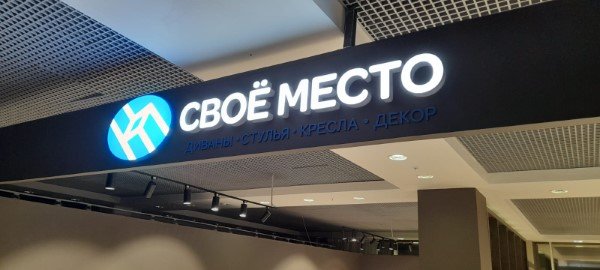 СВОЁ МЕСТО
ДИВАНЫ • СТУЛЬЯ • КРЕСЛА • ДЕКОР